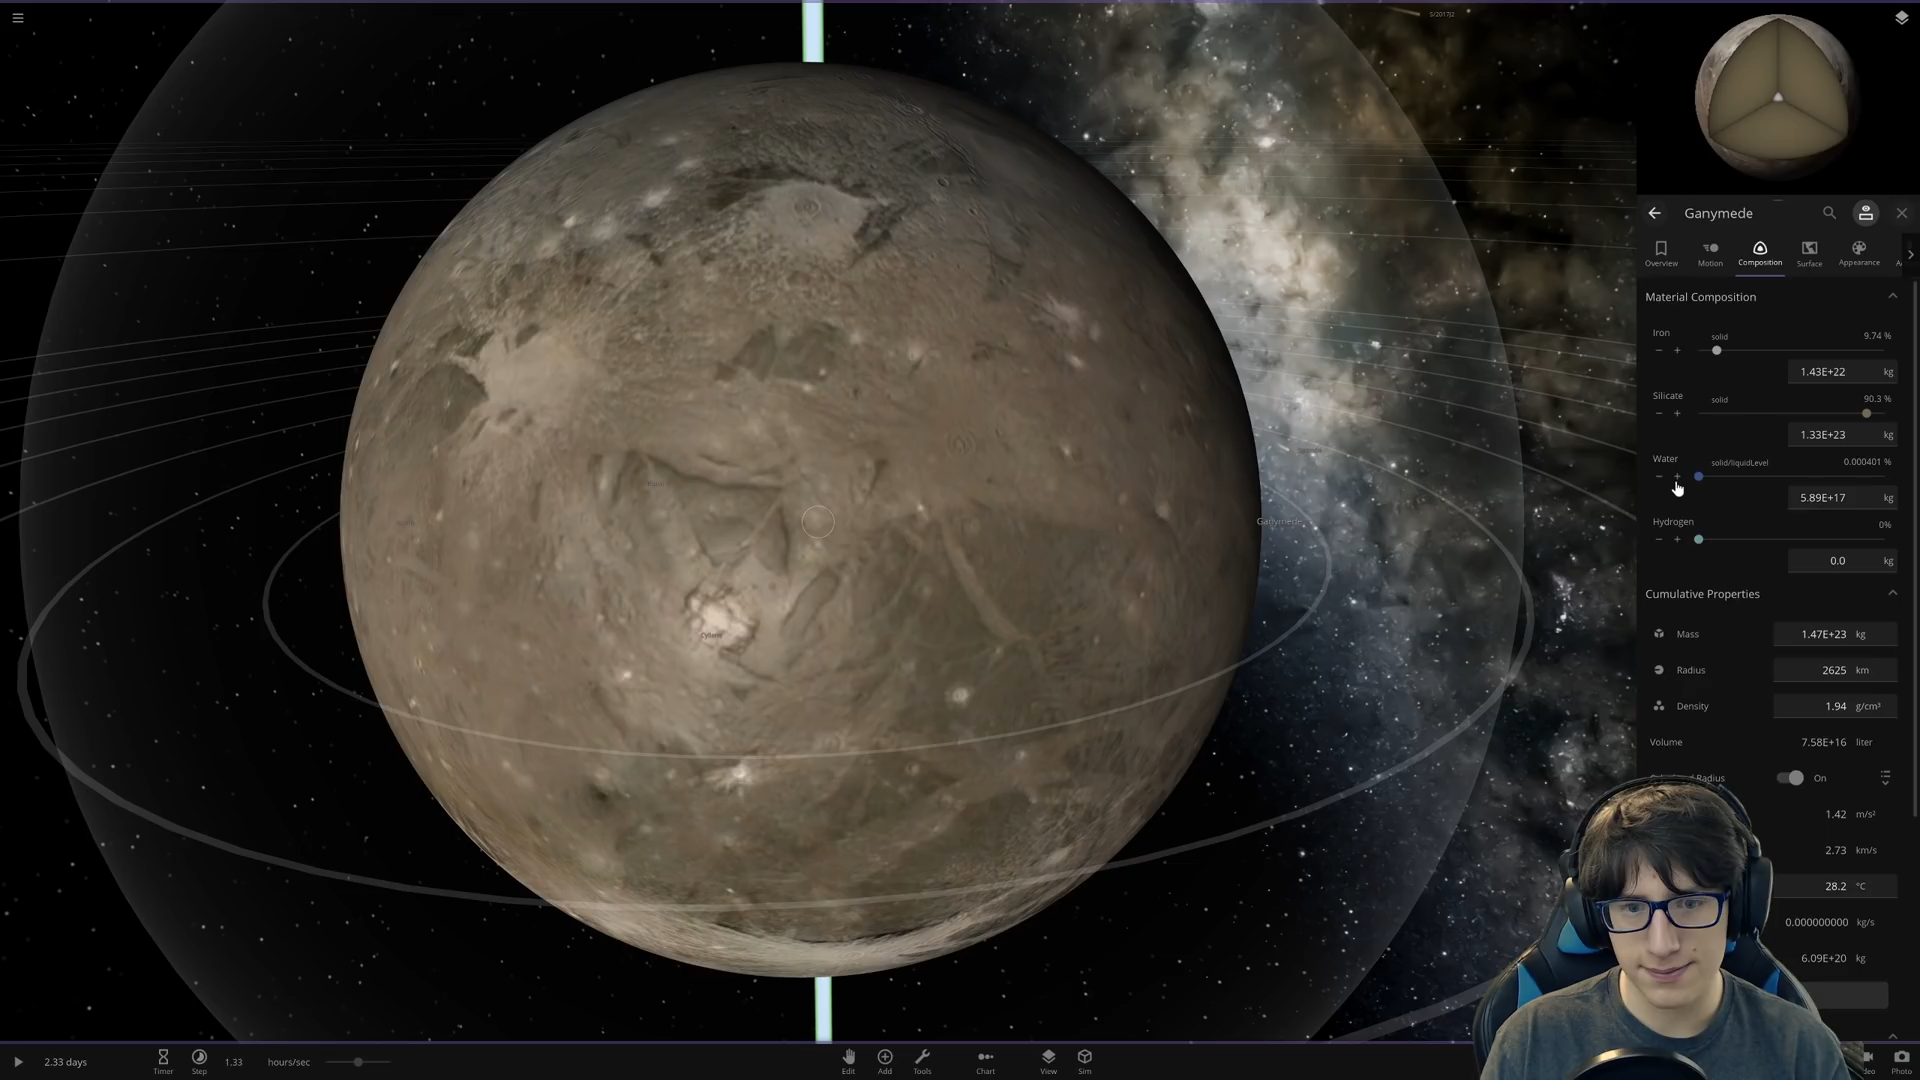 S/2017J2
Ganymede
Overview
Motion
Composition
Surface
Appearance
Material Composition
Iron
solid
9.74 %
1.43E+22 kg
Silicate
solid
90.3 %
1.33E+23 kg
Water
solid/liquidLevel
0.000401 %
5.89E+17 kg
Hydrogen
0%
0.0 kg
Cumulative Properties
Mass 1.47E+23 kg
Radius 2625 km
Density 1.94 g/cm³
Volume 7.58E+16 liter
Radius On
1.42 m/s²
2.73 km/s
28.2 °C
0.000000000 kg/s
6.09E+20 kg
Ganymede
2.33 days
Timer
Step
1.33 hours/sec
Edit
Add
Tools
Chart
View
Sim
Photo